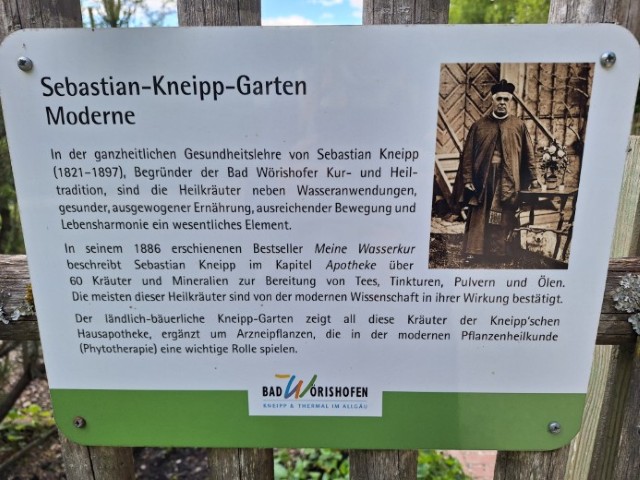 Sebastian-Kneipp-Garten
Moderne
In der ganzheitlichen Gesundheitslehre von Sebastian Kneipp
(1821–1897), Begründer der Bad Wörishofer Kur- und Heil-
tradition, sind die Heilkräuter neben Wasseranwendungen,
gesunder, ausgewogener Ernährung, ausreichender Bewegung und
Lebensharmonie ein wesentliches Element.
In seinem 1886 erschienenen Bestseller Meine Wasserkur
beschreibt Sebastian Kneipp im Kapitel Apotheke über
60 Kräuter und Mineralien zur Bereitung von Tees, Tinkturen, Pulvern und Ölen.
Die meisten dieser Heilkräuter sind von der modernen Wissenschaft in ihrer Wirkung bestätigt.
Der ländlich-bäuerliche Kneipp-Garten zeigt all diese Kräuter der Kneipp'schen
Hausapotheke, ergänzt um Arzneipflanzen, die in der modernen Pflanzenheilkunde
(Phytotherapie) eine wichtige Rolle spielen.
BAD WÖRISHOFEN
KNEIPP & THERMAL IM ALLGÄU